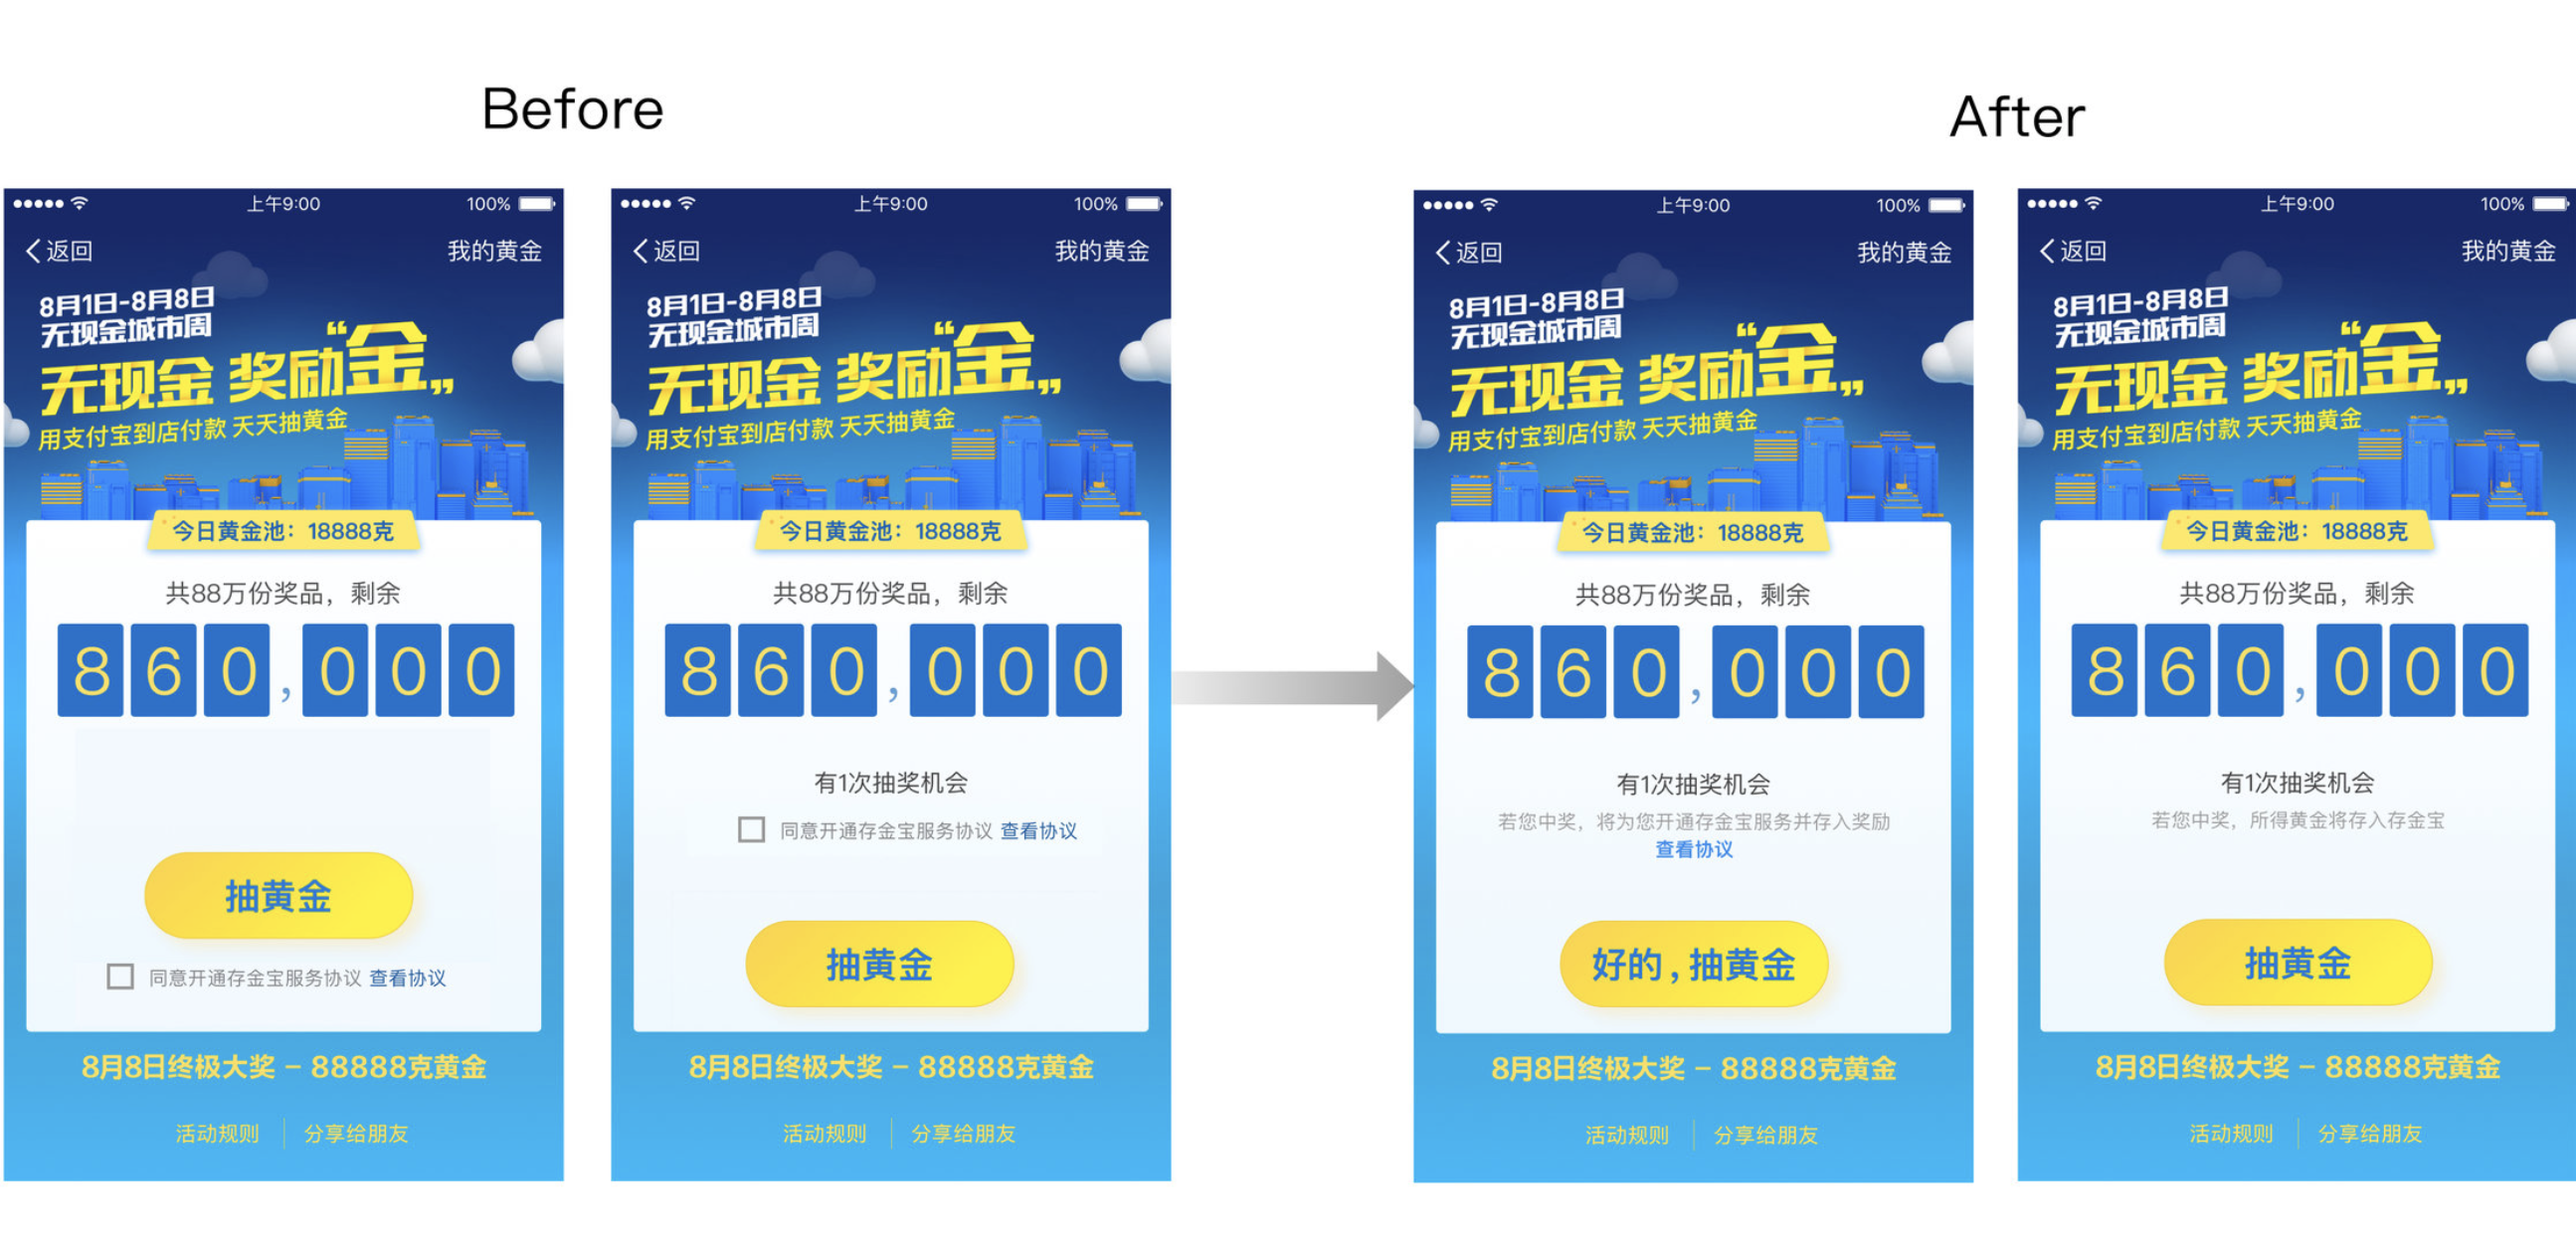 Before
After
上午9:00
100%
返回
我的黄金
8月1日-8月8日
无现金城市周
无现金 奖励“金”
用支付宝到店付款 天天抽黄金
今日黄金池：18888克
共88万份奖品，剩余
860,000
抽黄金
同意开通存金宝服务协议 查看协议
8月8日终极大奖 – 88888克黄金
活动规则
分享给朋友
上午9:00
100%
返回
我的黄金
8月1日-8月8日
无现金城市周
无现金 奖励“金”
用支付宝到店付款 天天抽黄金
今日黄金池：18888克
共88万份奖品，剩余
860,000
有1次抽奖机会
同意开通存金宝服务协议 查看协议
抽黄金
8月8日终极大奖 – 88888克黄金
活动规则
分享给朋友
上午9:00
100%
返回
我的黄金
8月1日-8月8日
无现金城市周
无现金 奖励“金”
用支付宝到店付款 天天抽黄金
今日黄金池：18888克
共88万份奖品，剩余
860,000
有1次抽奖机会
若您中奖，将为您开通存金宝服务并存入奖励
查看协议
好的，抽黄金
8月8日终极大奖 – 88888克黄金
活动规则
分享给朋友
上午9:00
100%
返回
我的黄金
8月1日-8月8日
无现金城市周
无现金 奖励“金”
用支付宝到店付款 天天抽黄金
今日黄金池：18888克
共88万份奖品，剩余
860,000
有1次抽奖机会
若您中奖，所得黄金将存入存金宝
抽黄金
8月8日终极大奖 – 88888克黄金
活动规则
分享给朋友